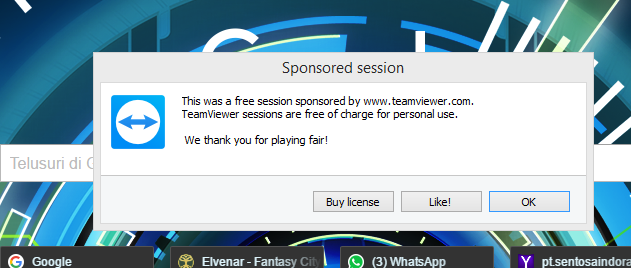 Sponsored session
This was a free session sponsored by www.teamviewer.com.
TeamViewer sessions are free of charge for personal use.
We thank you for playing fair!
Telusuri di G
Buy license Like! OK
Google Elvenar - Fantasy City (3) WhatsApp pt.sentosaindora